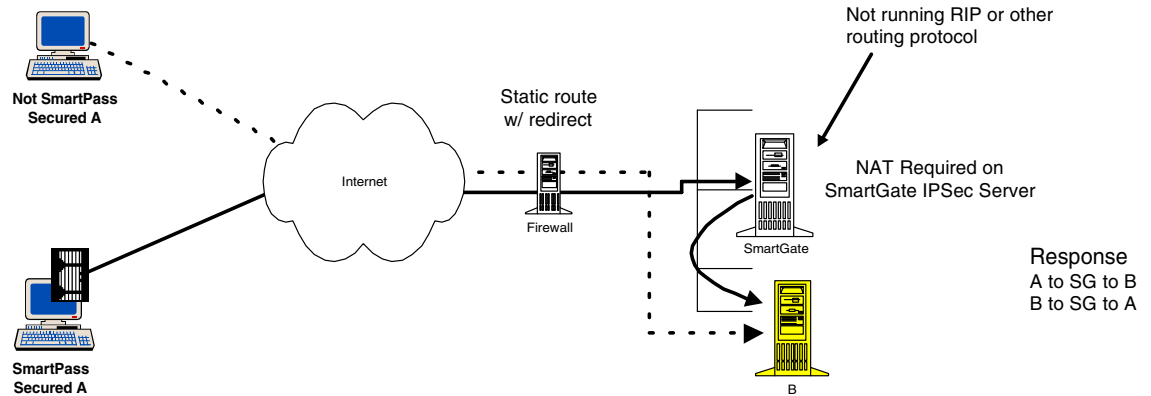 Not running RIP or other
routing protocol
Not SmartPass
Secured A
Static route
w/ redirect
Internet
Firewall
NAT Required on
SmartGate IPSec Server
SmartGate
Response
A to SG to B
B to SG to A
SmartPass
Secured A
B